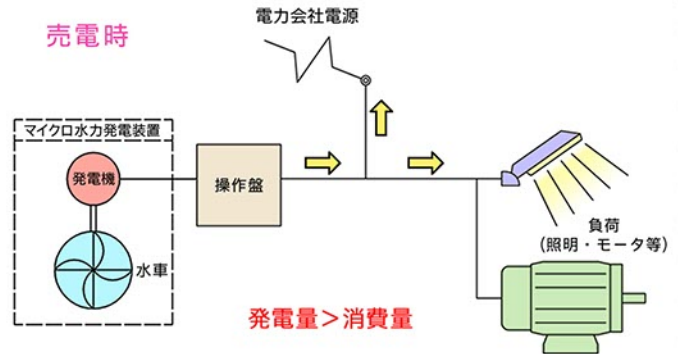 売電時
電力会社電源
マイクロ水力発電装置
発電機
操作盤
水車
負荷
(照明・モータ等)
発電量>消費量